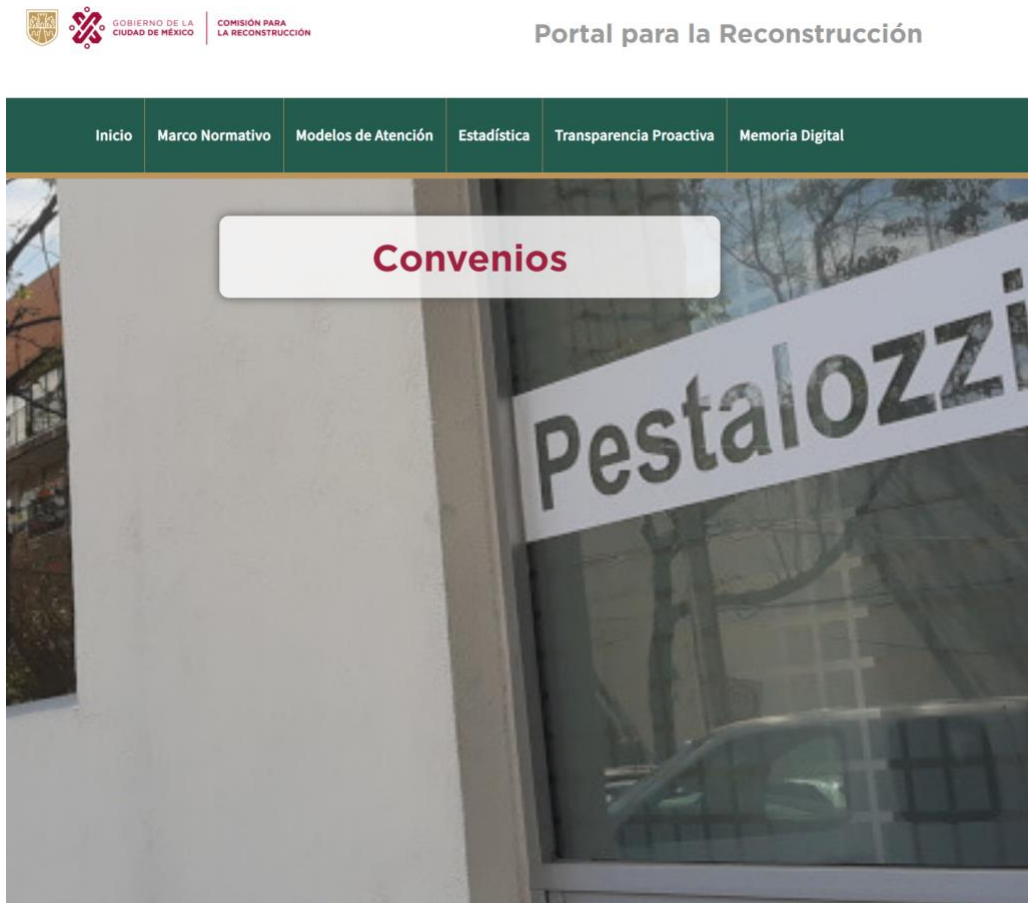 GOBIERNO DE LA
CIUDAD DE MÉXICO
COMISIÓN PARA
LA RECONSTRUCCIÓN
Portal para la Reconstrucción
Inicio
Marco Normativo
Modelos de Atención
Estadística
Transparencia Proactiva
Memoria Digital
Convenios
Pestalozzi